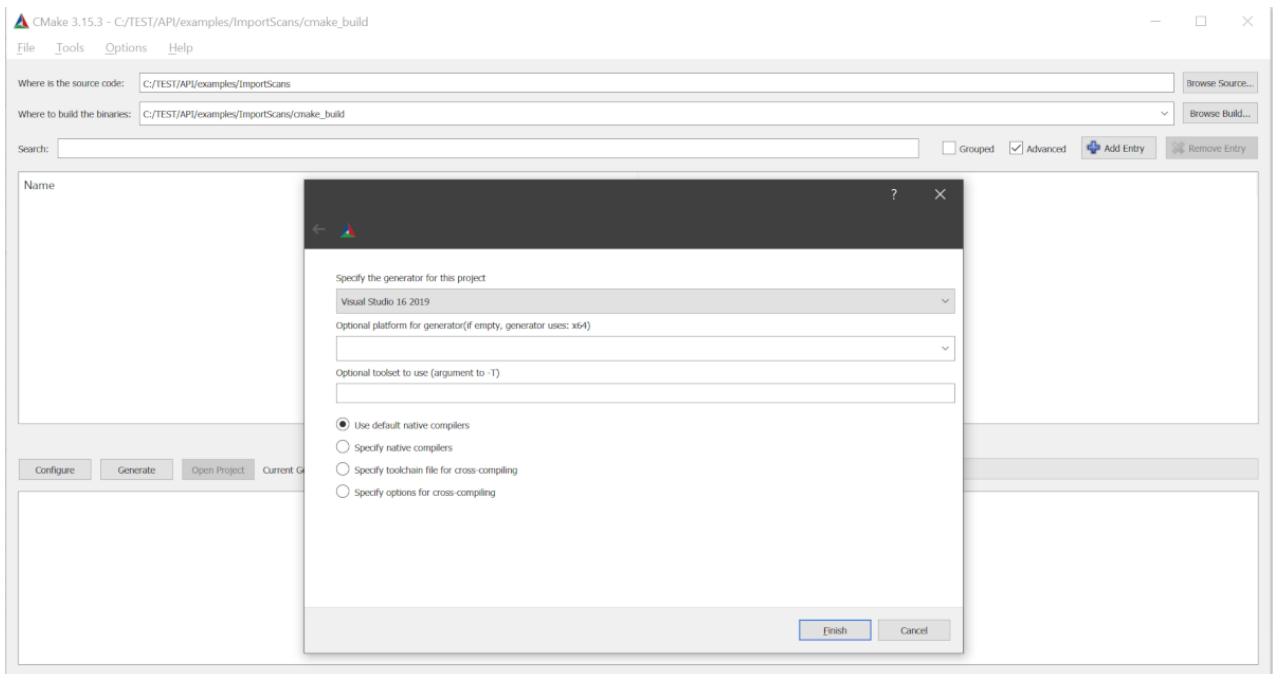 CMake 3.15.3 - C:/TEST/API/examples/ImportScans/cmake_build
File Tools Options Help
Where is the source code: C:/TEST/API/examples/ImportScans Browse Source...
Where to build the binaries: C:/TEST/API/examples/ImportScans/cmake_build Browse Build...
Search: Grouped Advanced Add Entry Remove Entry
Name
?
Specify the generator for this project
Visual Studio 16 2019
Optional platform for generator(if empty, generator uses: x64)
Optional toolset to use (argument to -T)
Use default native compilers
Specify native compilers
Configure Generate Open Project Current G
Specify toolchain file for cross-compiling
Specify options for cross-compiling
Finish Cancel